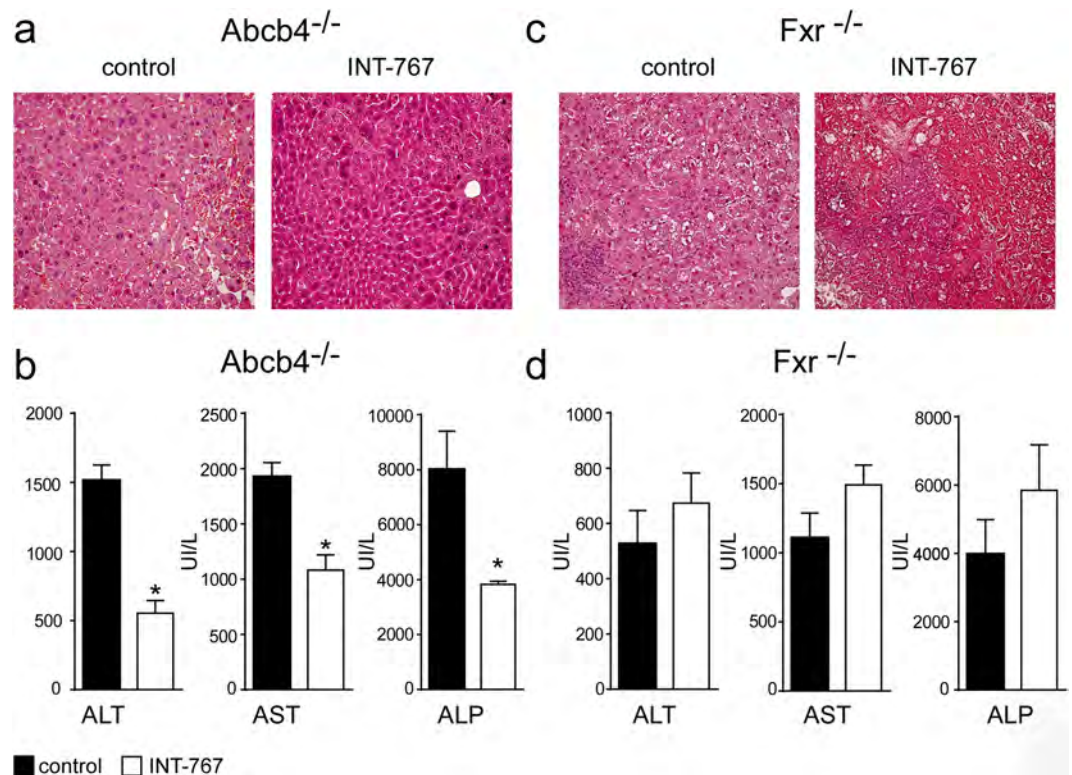 a Abcb4-/-
control INT-767
c Fxr -/-
control INT-767
b Abcb4-/-
2000
1500
1000
500
0
ALT
UI/L
2500
2000
1500
1000
500
0
AST
UI/L
10000
8000
6000
4000
2000
0
ALP
* * *
d Fxr -/-
1000
800
600
400
200
0
ALT
UI/L
2000
1500
1000
500
0
AST
UI/L
8000
6000
4000
2000
0
ALP
control INT-767